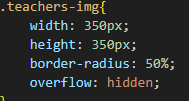 .teachers-img{
    width: 350px;
    height: 350px;
    border-radius: 50%;
    overflow: hidden;
}